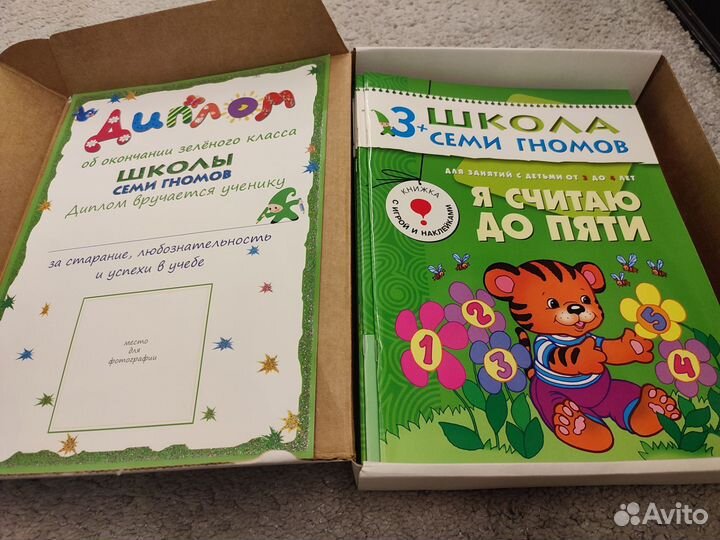 Диплом
об окончании зелёного класса
ШКОЛЫ
СЕМИ ГНОМОВ
Диплом вручается ученику
за старание, любознательность
и успехи в учебе
место
для
фотографии
3+ ШКОЛА
СЕМИ ГНОМОВ
ДЛЯ ЗАНЯТИЙ С ДЕТЬМИ ОТ 3 ДО 4 ЛЕТ
КНИЖКА
С ИГРОЙ И НАКЛЕЙКАМИ
Я СЧИТАЮ
ДО ПЯТИ
1
2
3
5
4
Avito